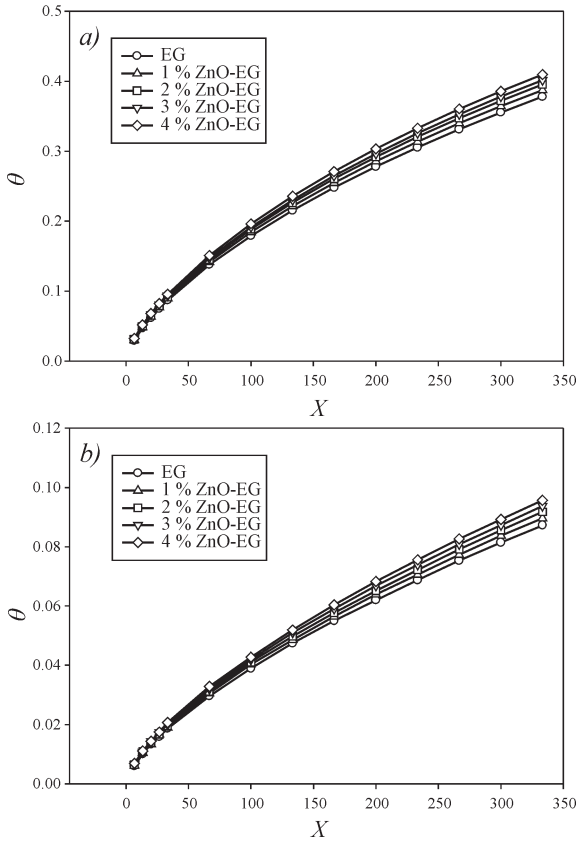 a)
EG
1 % ZnO-EG
2 % ZnO-EG
3 % ZnO-EG
4 % ZnO-EG
0.5
0.4
0.3
0.2
0.1
0.0
θ
0 50 100 150 200 250 300 350
X
b)
EG
1 % ZnO-EG
2 % ZnO-EG
3 % ZnO-EG
4 % ZnO-EG
0.12
0.10
0.08
0.06
0.04
0.02
0.00
θ
0 50 100 150 200 250 300 350
X